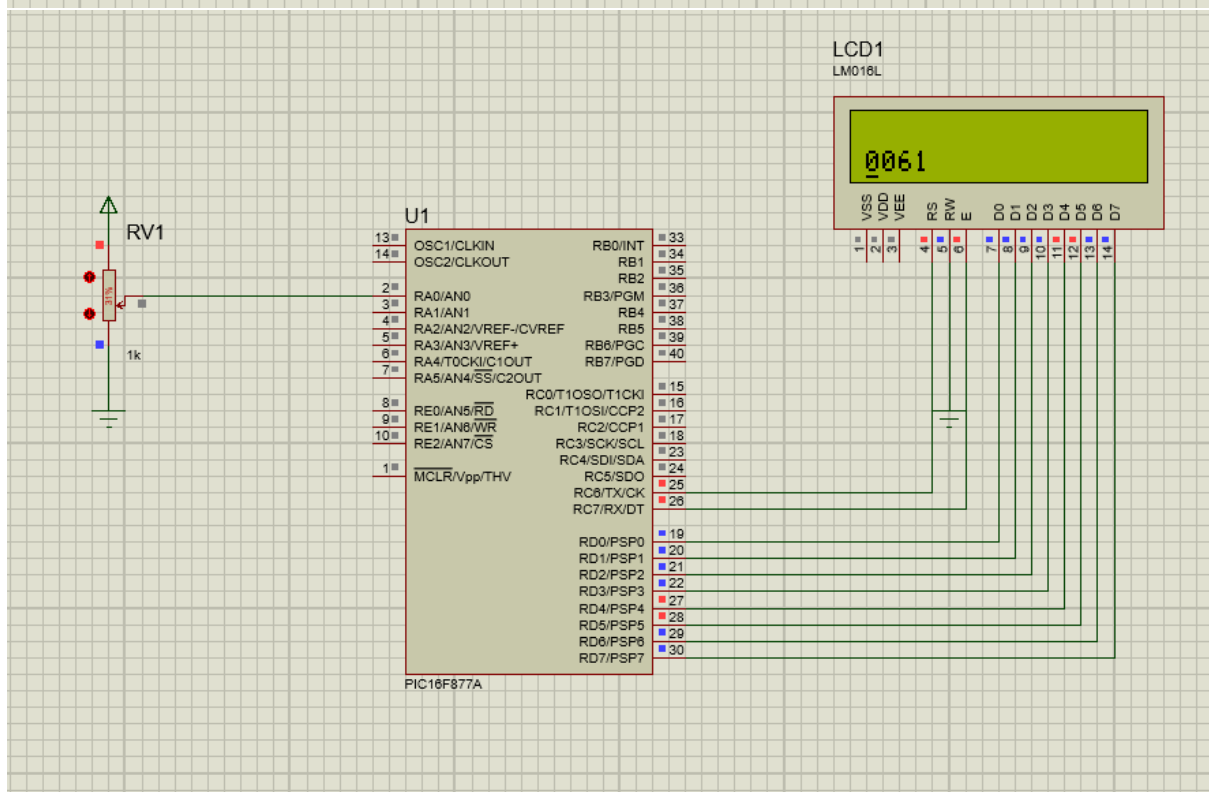 LCD1
LM016L
0061
VSS
VDD
VEE
RS
RW
E
D0
D1
D2
D3
D4
D5
D6
D7
1
2
3
4
5
6
7
8
9
10
11
12
13
14
RV1
31%
1k
U1
13 OSC1/CLKIN
14 OSC2/CLKOUT
2 RA0/AN0
3 RA1/AN1
4 RA2/AN2/VREF-/CVREF
5 RA3/AN3/VREF+
6 RA4/T0CKI/C1OUT
7 RA5/AN4/SS/C2OUT
8 RE0/AN5/RD
9 RE1/AN6/WR
10 RE2/AN7/CS
1 MCLR/Vpp/THV
RB0/INT 33
RB1 34
RB2 35
RB3/PGM 36
RB4 37
RB5 38
RB6/PGC 39
RB7/PGD 40
RC0/T1OSO/T1CKI 15
RC1/T1OSI/CCP2 16
RC2/CCP1 17
RC3/SCK/SCL 18
RC4/SDI/SDA 23
RC5/SDO 24
RC6/TX/CK 25
RC7/RX/DT 26
RD0/PSP0 19
RD1/PSP1 20
RD2/PSP2 21
RD3/PSP3 22
RD4/PSP4 27
RD5/PSP5 28
RD6/PSP6 29
RD7/PSP7 30
PIC16F877A